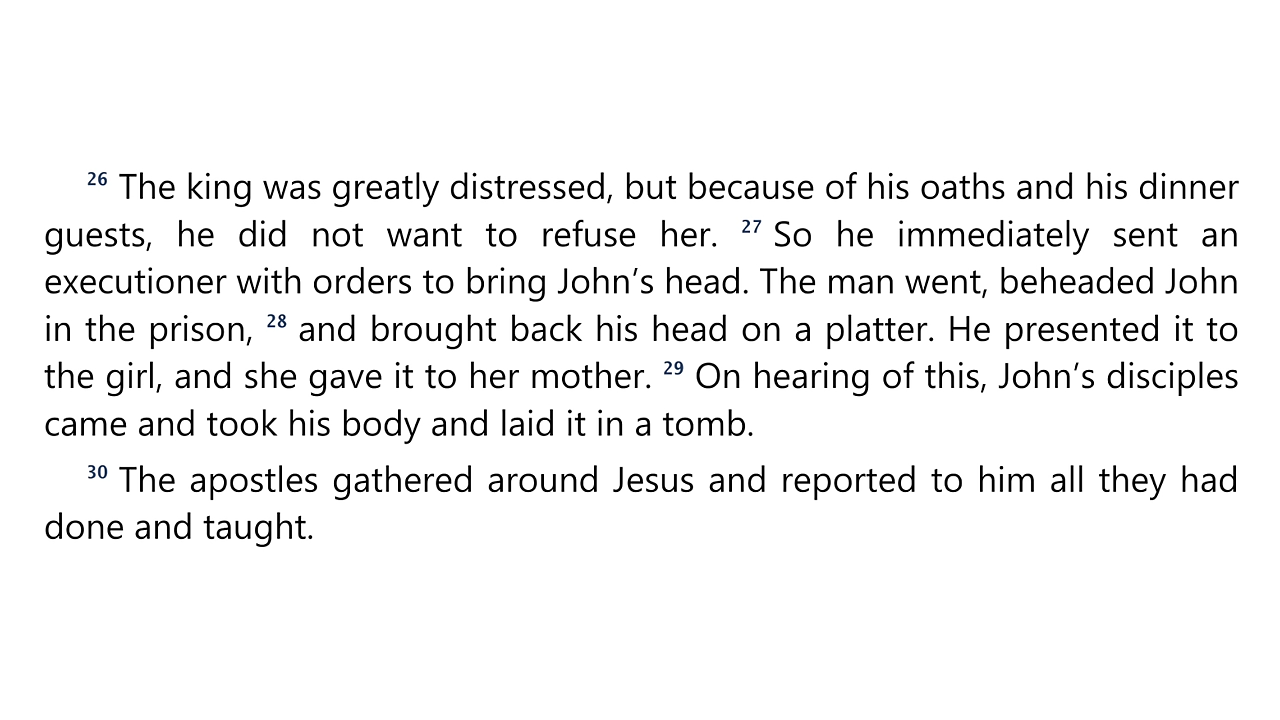 26 The king was greatly distressed, but because of his oaths and his dinner
guests, he did not want to refuse her. 27 So he immediately sent an
executioner with orders to bring John’s head. The man went, beheaded John
in the prison, 28 and brought back his head on a platter. He presented it to
the girl, and she gave it to her mother. 29 On hearing of this, John’s disciples
came and took his body and laid it in a tomb.
30 The apostles gathered around Jesus and reported to him all they had
done and taught.